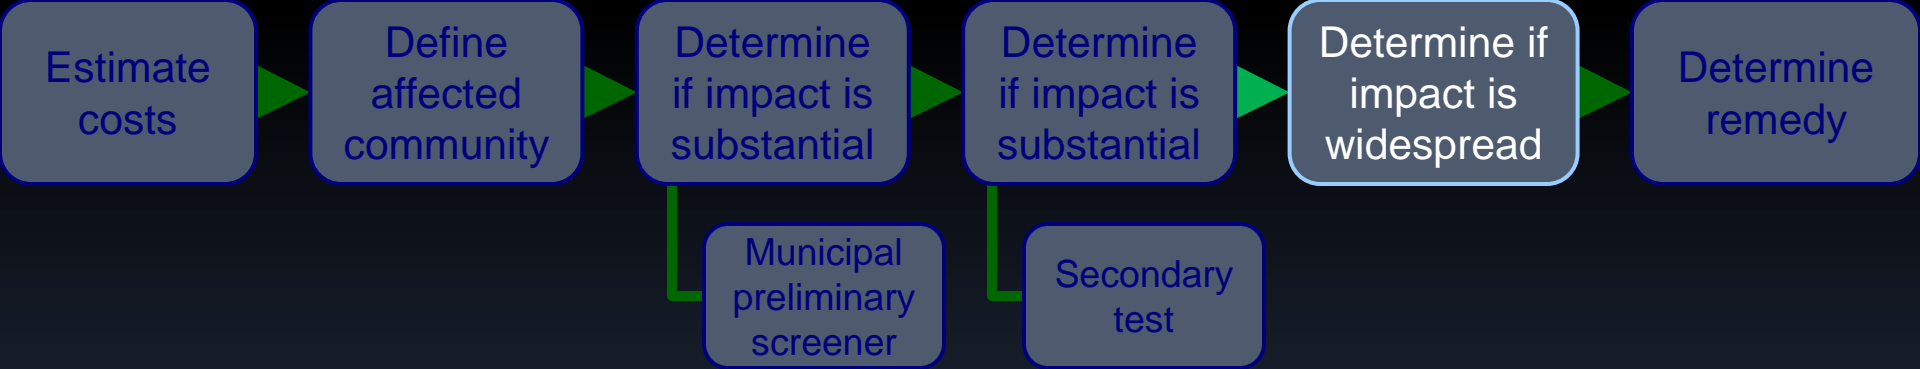 Estimate
costs
Define
affected
community
Determine
if impact is
substantial
Determine
if impact is
substantial
Determine if
impact is
widespread
Determine
remedy
Municipal
preliminary
screener
Secondary
test